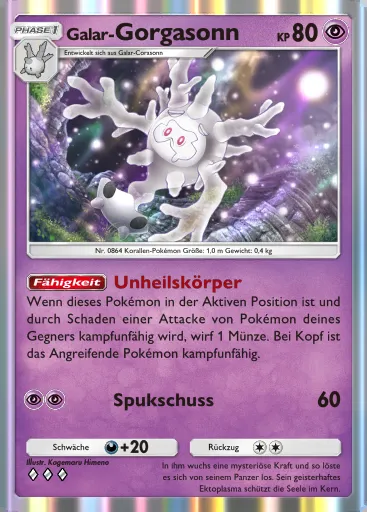 PHASE 1
Galar-Gorgasonn
KP 80
Entwickelt sich aus Galar-Corasonn
Nr. 0864 Korallen-Pokémon Größe: 1,0 m Gewicht: 0,4 kg
Fähigkeit Unheilskörper
Wenn dieses Pokémon in der Aktiven Position ist und
durch Schaden einer Attacke von Pokémon deines
Gegners kampfunfähig wird, wirf 1 Münze. Bei Kopf ist
das Angreifende Pokémon kampfunfähig.
Spukschuss 60
Schwäche +20 Rückzug
Illustr. Kagemaru Himeno
In ihm wuchs eine mysteriöse Kraft und so löste
es sich von seinem Panzer los. Sein geisterhaftes
Ektoplasma schützt die Seele im Kern.